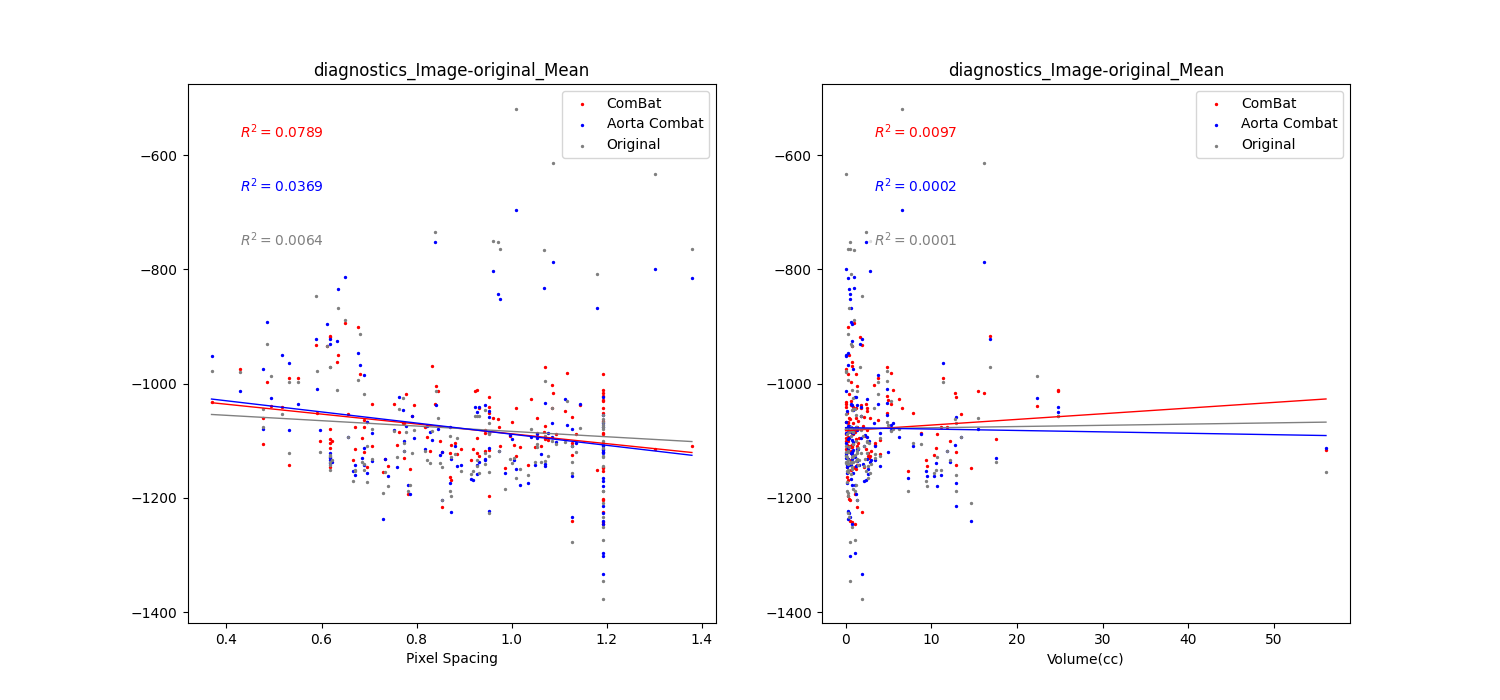 diagnostics_Image-original_Mean
ComBat
Aorta Combat
Original
R² = 0.0789
R² = 0.0369
R² = 0.0064
−600
−800
−1000
−1200
−1400
0.4 0.6 0.8 1.0 1.2 1.4
Pixel Spacing
diagnostics_Image-original_Mean
ComBat
Aorta Combat
Original
R² = 0.0097
R² = 0.0002
R² = 0.0001
−600
−800
−1000
−1200
−1400
0 10 20 30 40 50
Volume(cc)